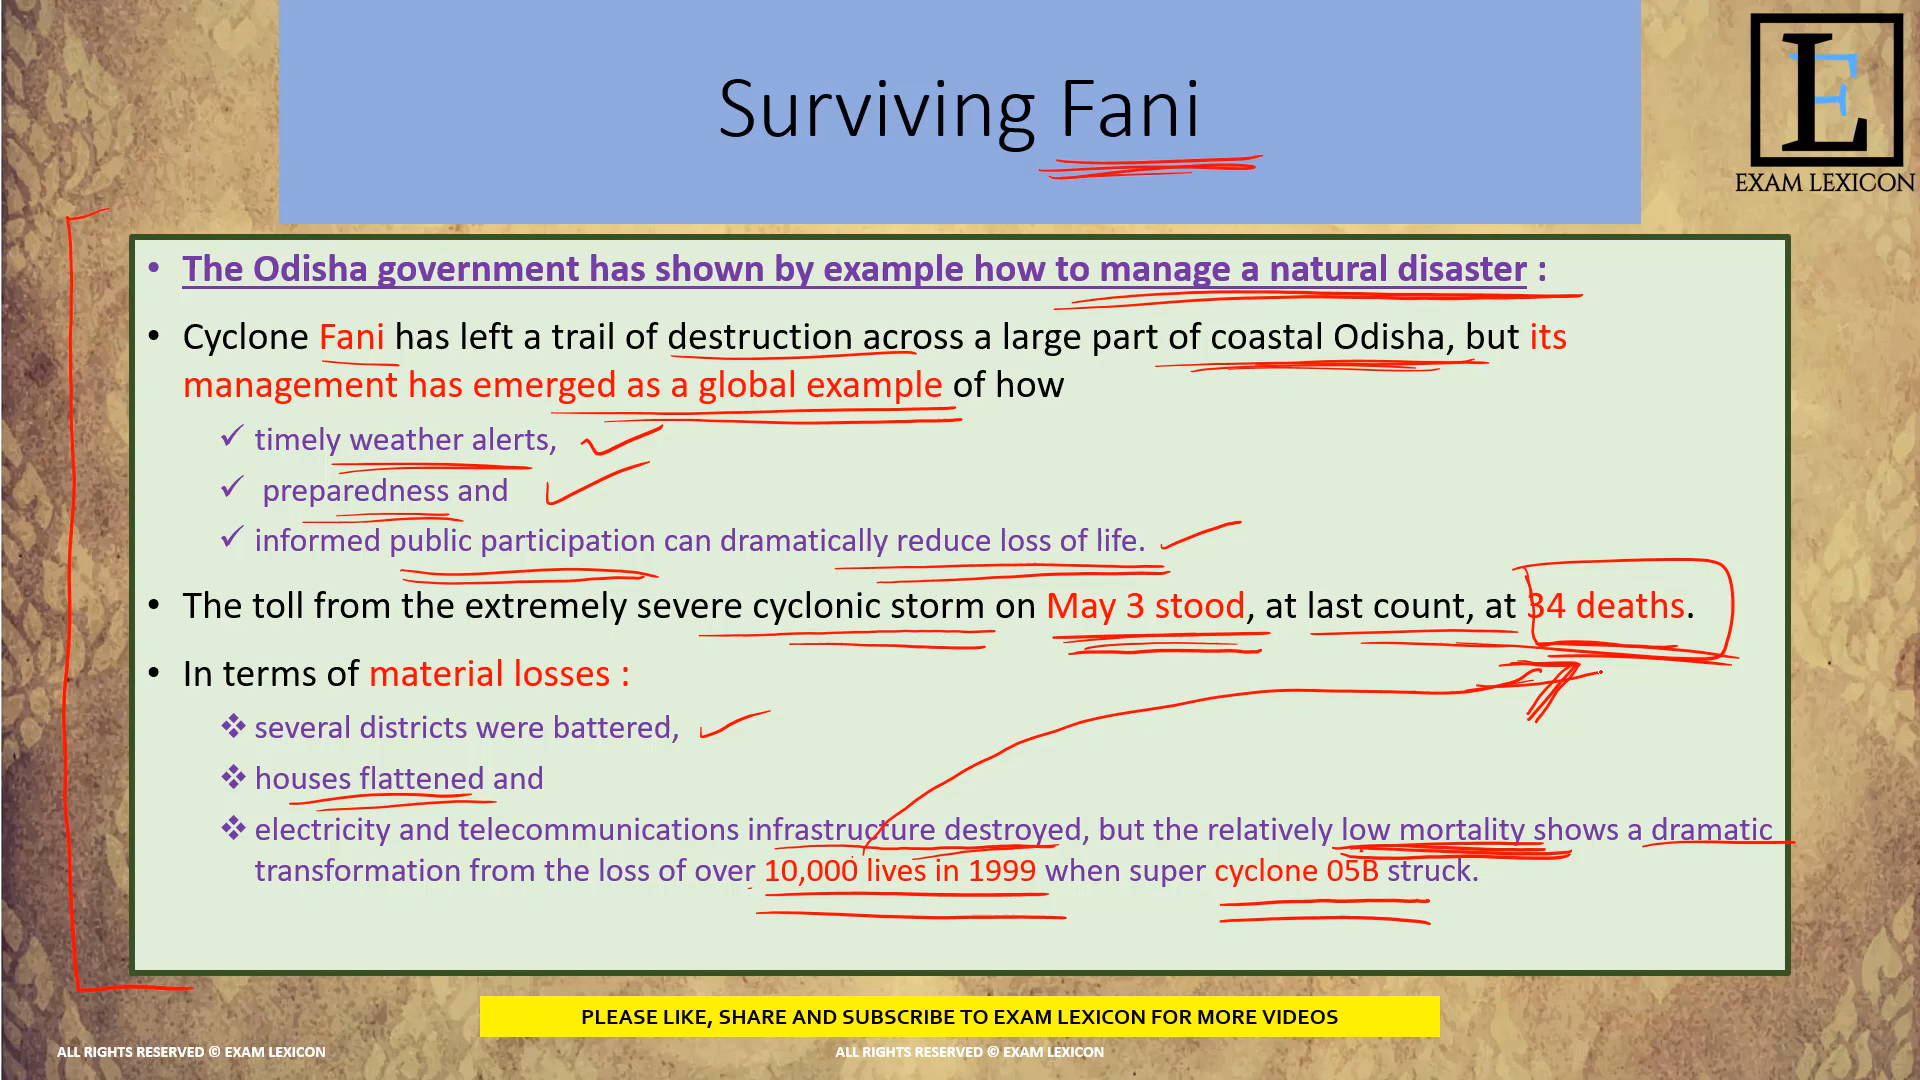 Surviving Fani
LE
EXAM LEXICON
• The Odisha government has shown by example how to manage a natural disaster :
• Cyclone Fani has left a trail of destruction across a large part of coastal Odisha, but its
management has emerged as a global example of how
✓ timely weather alerts,
✓ preparedness and
✓ informed public participation can dramatically reduce loss of life.
• The toll from the extremely severe cyclonic storm on May 3 stood, at last count, at 34 deaths.
• In terms of material losses :
❖ several districts were battered,
❖ houses flattened and
❖ electricity and telecommunications infrastructure destroyed, but the relatively low mortality shows a dramatic
transformation from the loss of over 10,000 lives in 1999 when super cyclone 05B struck.
PLEASE LIKE, SHARE AND SUBSCRIBE TO EXAM LEXICON FOR MORE VIDEOS
ALL RIGHTS RESERVED © EXAM LEXICON
ALL RIGHTS RESERVED © EXAM LEXICON